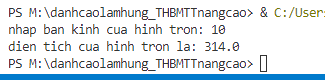 PS M:\danhcaolamhung_THBMTTnangcao> & C:/Users
nhap ban kinh cua hinh tron: 10
dien tich cua hinh tron la: 314.0
PS M:\danhcaolamhung_THBMTTnangcao>